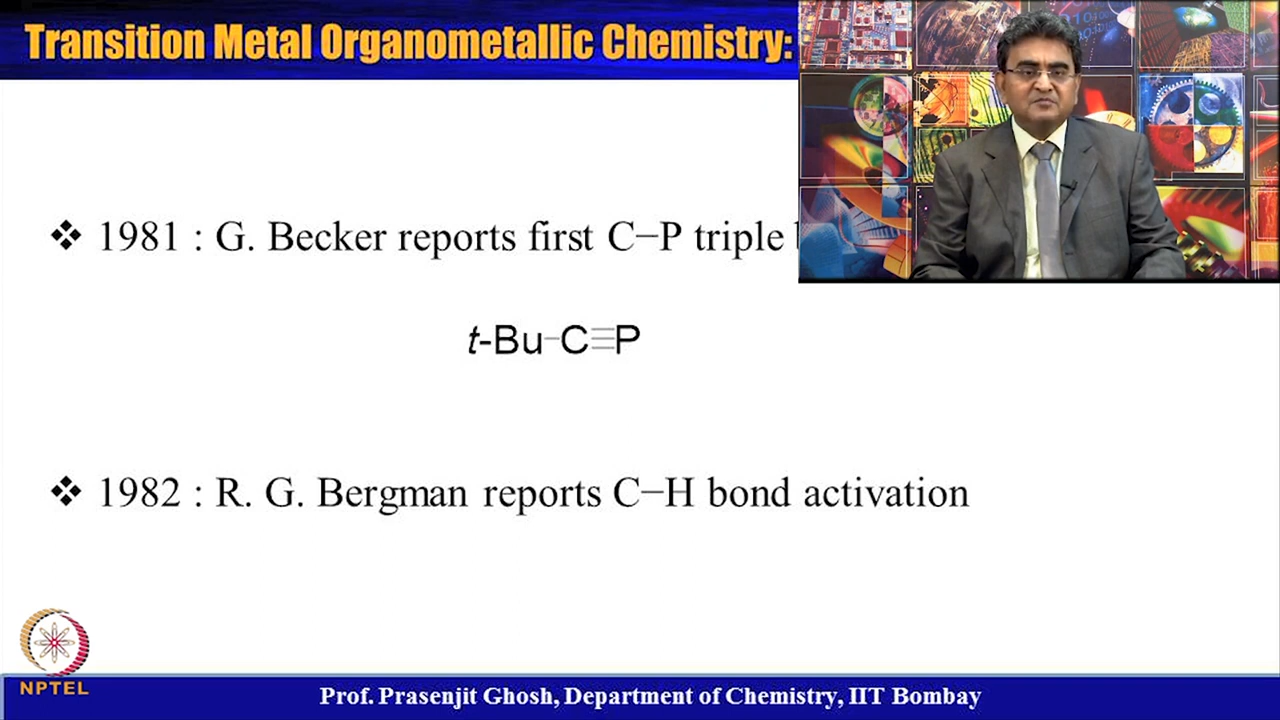 Transition Metal Organometallic Chemistry:
❖ 1981 : G. Becker reports first C−P triple
t-Bu−C≡P
❖ 1982 : R. G. Bergman reports C−H bond activation
NPTEL
Prof. Prasenjit Ghosh, Department of Chemistry, IIT Bombay